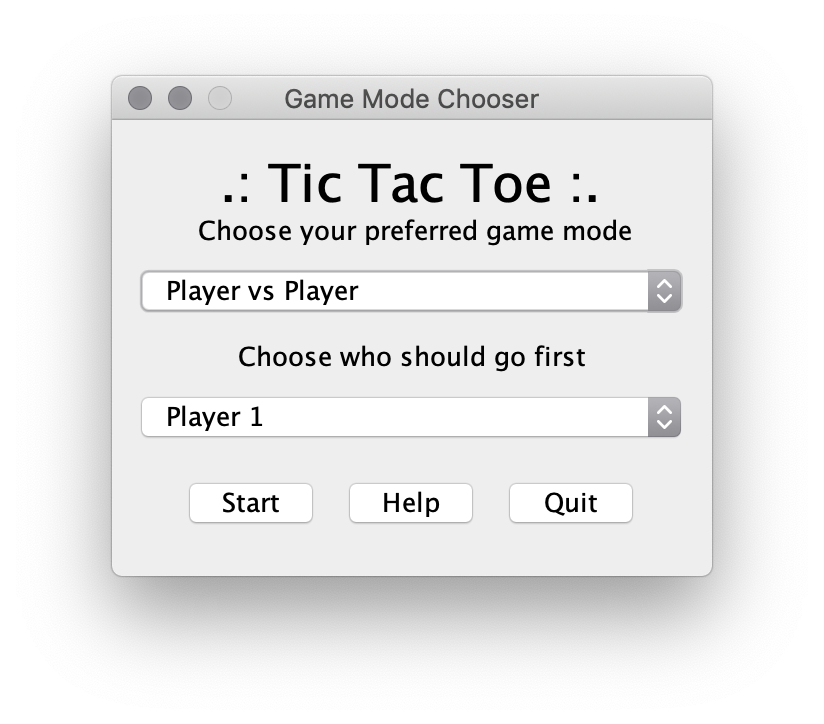 Game Mode Chooser
.: Tic Tac Toe :.
Choose your preferred game mode
Player vs Player
Choose who should go first
Player 1
Start Help Quit